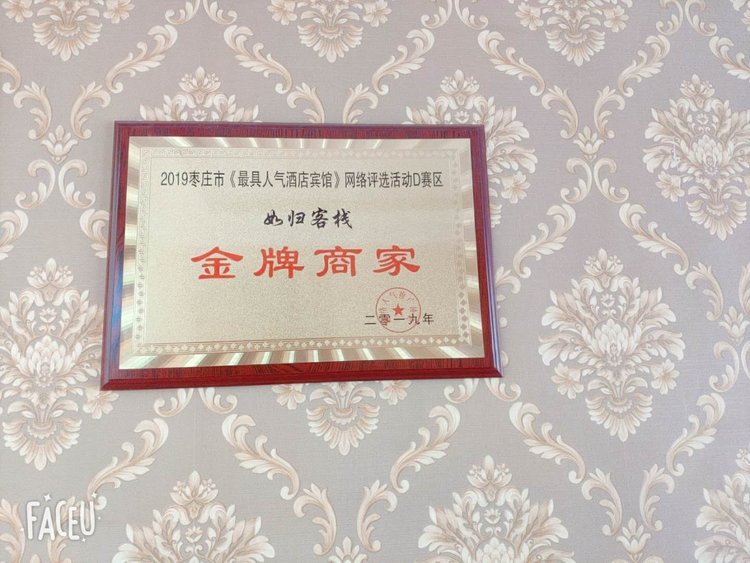 2019枣庄市《最具人气酒店宾馆》网络评选活动D赛区
如归客栈
金牌商家
二零一九年
FACEU